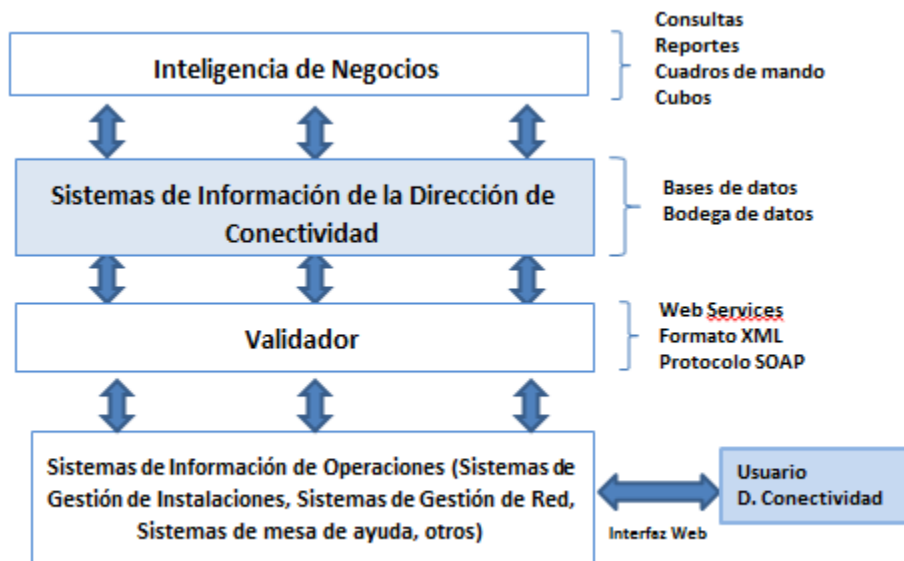 Inteligencia de Negocios
Consultas
Reportes
Cuadros de mando
Cubos
Sistemas de Información de la Dirección de
Conectividad
Bases de datos
Bodega de datos
Validador
Web Services
Formato XML
Protocolo SOAP
Sistemas de Información de Operaciones (Sistemas de
Gestión de Instalaciones, Sistemas de Gestión de Red,
Sistemas de mesa de ayuda, otros)
Interfaz Web
Usuario
D. Conectividad